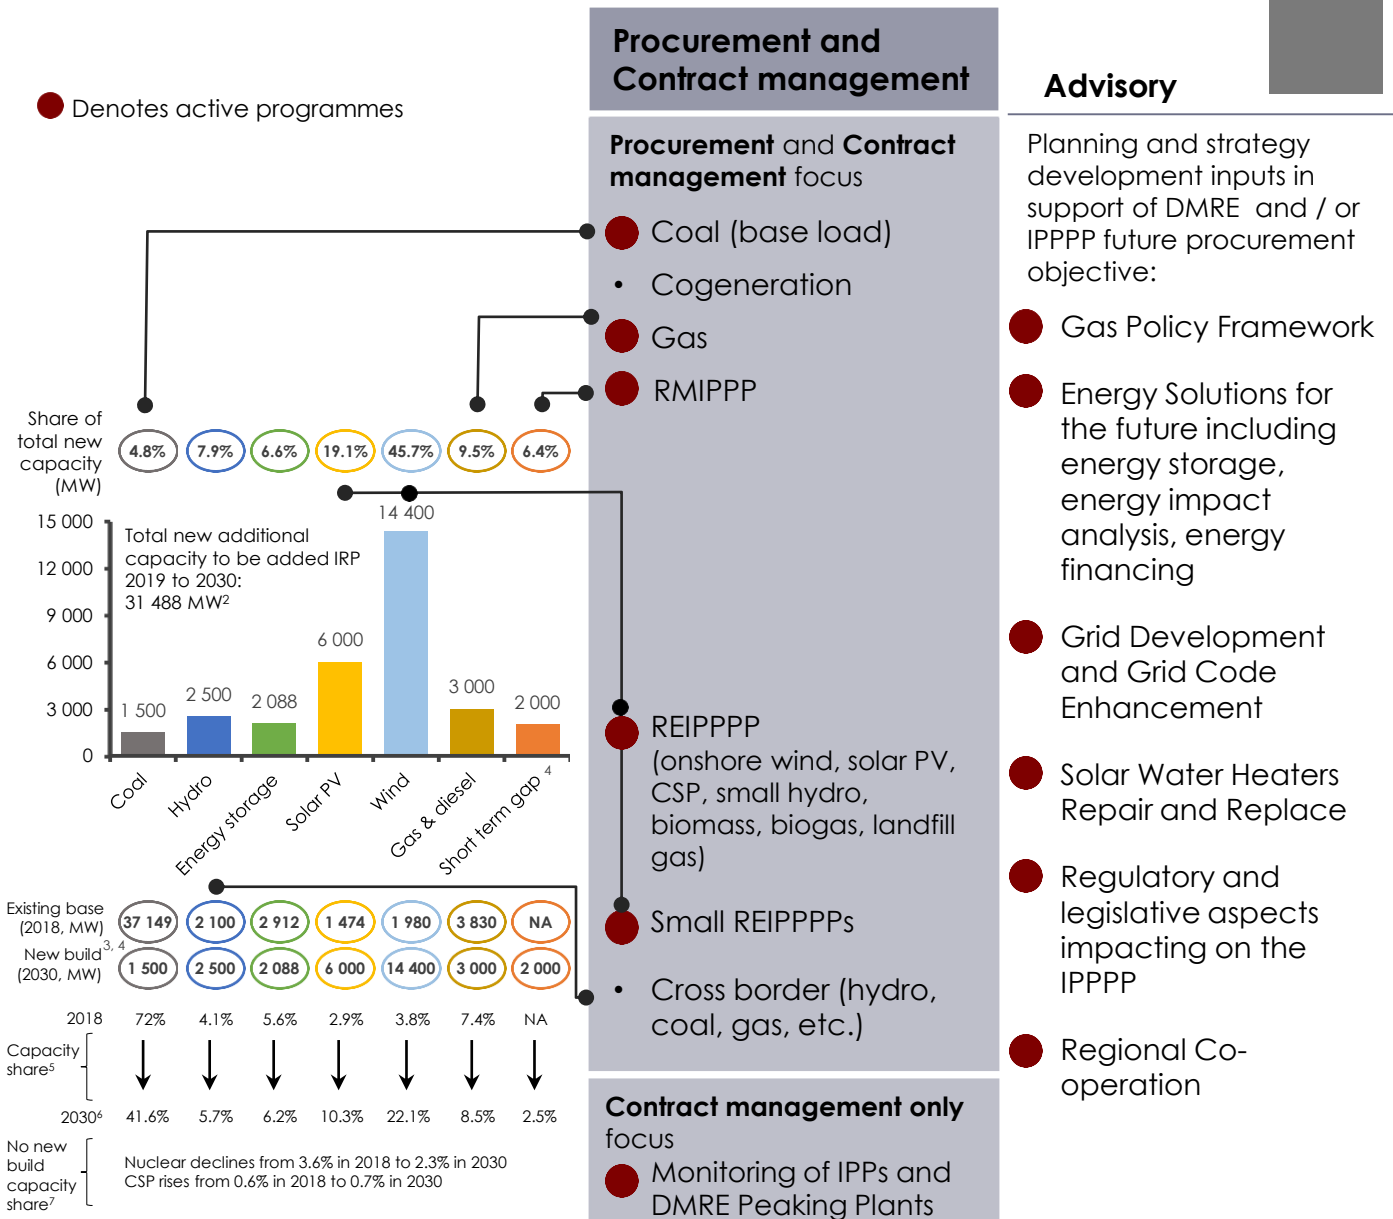 Denotes active programmes
Share of
total new
capacity
(MW)
4.8% 7.9% 6.6% 19.1% 45.7% 9.5% 6.4%
15 000
12 000
9 000
6 000
3 000
0
Total new additional
capacity to be added IRP
2019 to 2030:
31 488 MW²
1 500
2 500
2 088
6 000
14 400
3 000
2 000
Coal
Hydro
Energy storage
Solar PV
Wind
Gas & diesel
Short term gap ⁴
Existing base
(2018, MW)
37 149 2 100 2 912 1 474 1 980 3 830 NA
New build³˒ ⁴
(2030, MW)
1 500 2 500 2 088 6 000 14 400 3 000 2 000
2018 72% 4.1% 5.6% 2.9% 3.8% 7.4% NA
Capacity
share⁵
2030⁶ 41.6% 5.7% 6.2% 10.3% 22.1% 8.5% 2.5%
No new
build
capacity
share⁷
Nuclear declines from 3.6% in 2018 to 2.3% in 2030
CSP rises from 0.6% in 2018 to 0.7% in 2030
Procurement and
Contract management
Procurement and Contract
management focus
Coal (base load)
• Cogeneration
Gas
RMIPPP
REIPPPP
(onshore wind, solar PV,
CSP, small hydro,
biomass, biogas, landfill
gas)
Small REIPPPPs
• Cross border (hydro,
coal, gas, etc.)
Contract management only
focus
Monitoring of IPPs and
DMRE Peaking Plants
Advisory
Planning and strategy
development inputs in
support of DMRE and / or
IPPPP future procurement
objective:
Gas Policy Framework
Energy Solutions for
the future including
energy storage,
energy impact
analysis, energy
financing
Grid Development
and Grid Code
Enhancement
Solar Water Heaters
Repair and Replace
Regulatory and
legislative aspects
impacting on the
IPPPP
Regional Co-
operation